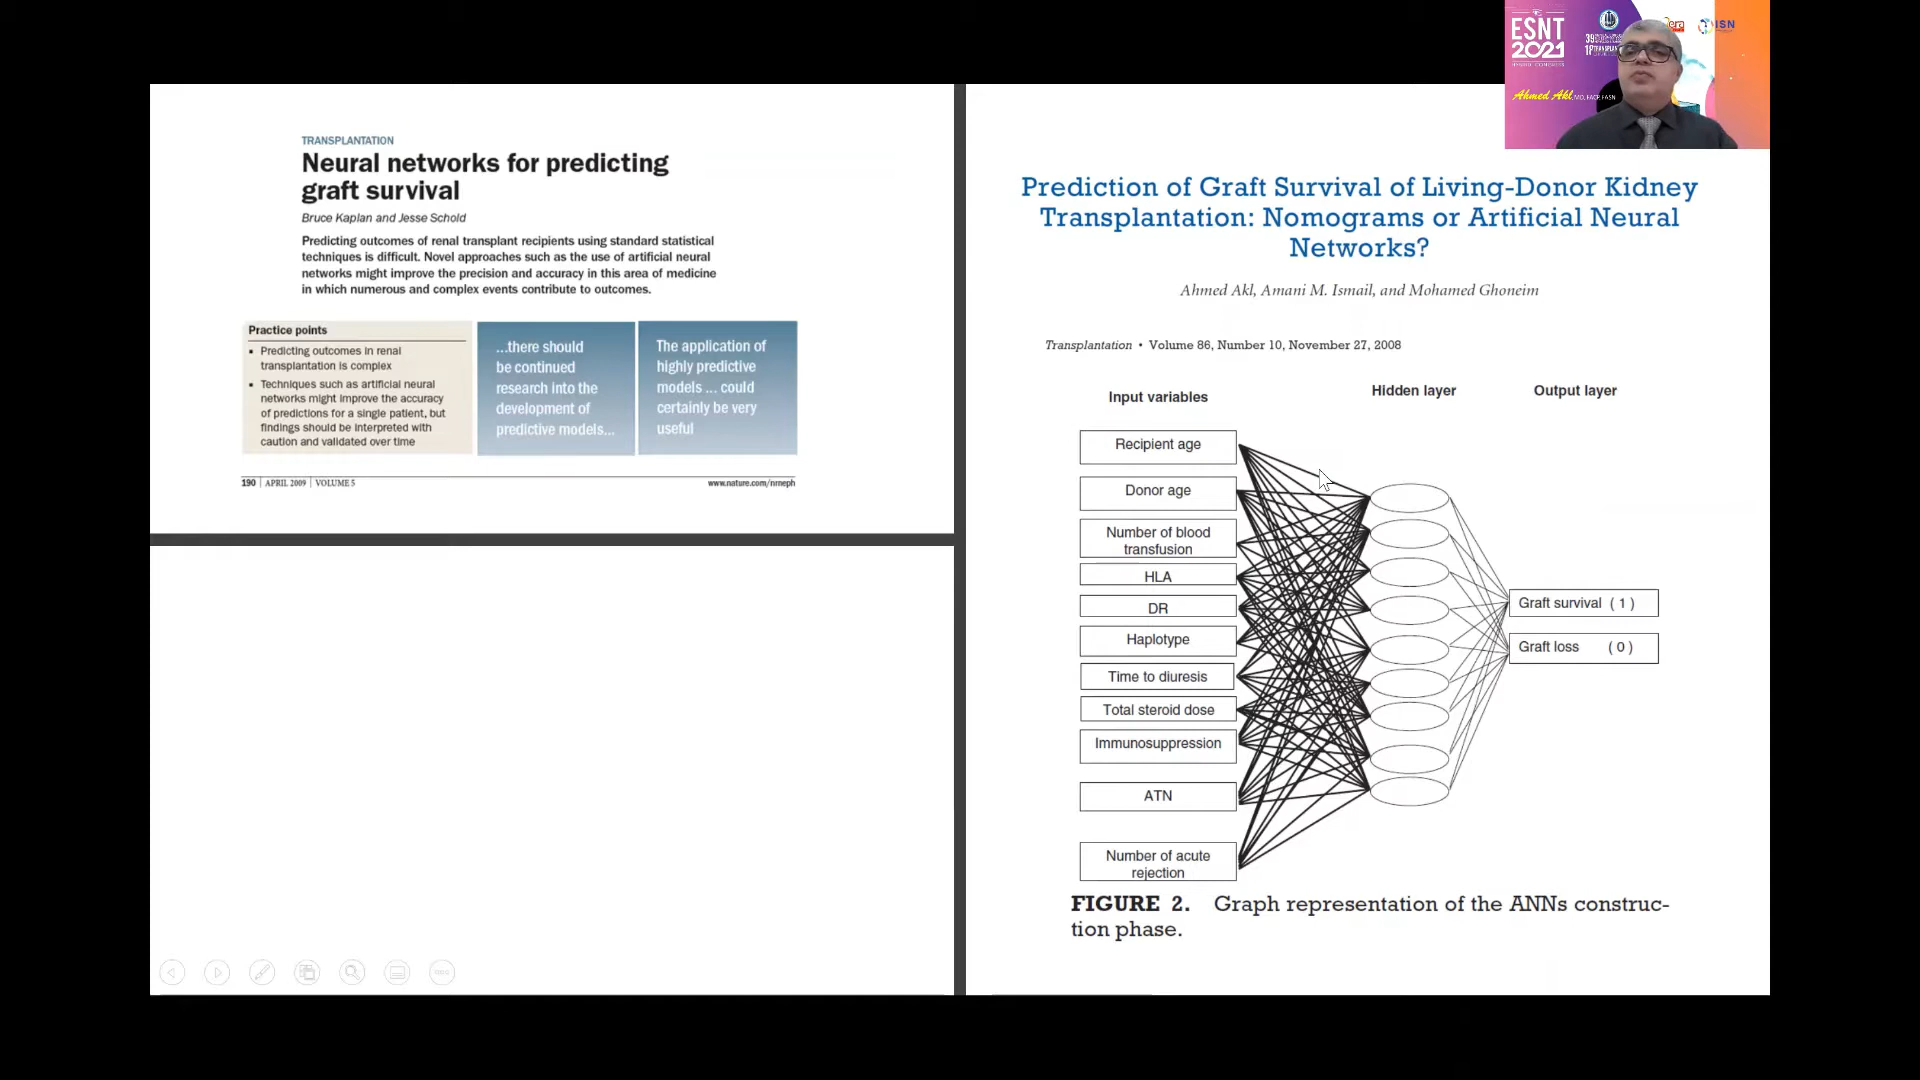 TRANSPLANTATION
Neural networks for predicting
graft survival
Bruce Kaplan and Jesse Schold
Predicting outcomes of renal transplant recipients using standard statistical
techniques is difficult. Novel approaches such as the use of artificial neural
networks might improve the precision and accuracy in this area of medicine
in which numerous and complex events contribute to outcomes.
Practice points
▪ Predicting outcomes in renal
transplantation is complex
▪ Techniques such as artificial neural
networks might improve the accuracy
of predictions for a single patient, but
findings should be interpreted with
caution and validated over time
...there should
be continued
research into the
development of
predictive models...
The application of
highly predictive
models ... could
certainly be very
useful
190 | APRIL 2009 | VOLUME 5
www.nature.com/nrneph
ESNT
2021
Ahmed Akl, MD, FACP, FASN
era
ISN
Prediction of Graft Survival of Living-Donor Kidney
Transplantation: Nomograms or Artificial Neural
Networks?
Ahmed Akl, Amani M. Ismail, and Mohamed Ghoneim
Transplantation • Volume 86, Number 10, November 27, 2008
Input variables
Hidden layer
Output layer
Recipient age
Donor age
Number of blood
transfusion
HLA
DR
Haplotype
Time to diuresis
Total steroid dose
Immunosuppression
ATN
Number of acute
rejection
Graft survival ( 1 )
Graft loss ( 0 )
FIGURE 2. Graph representation of the ANNs construc-
tion phase.